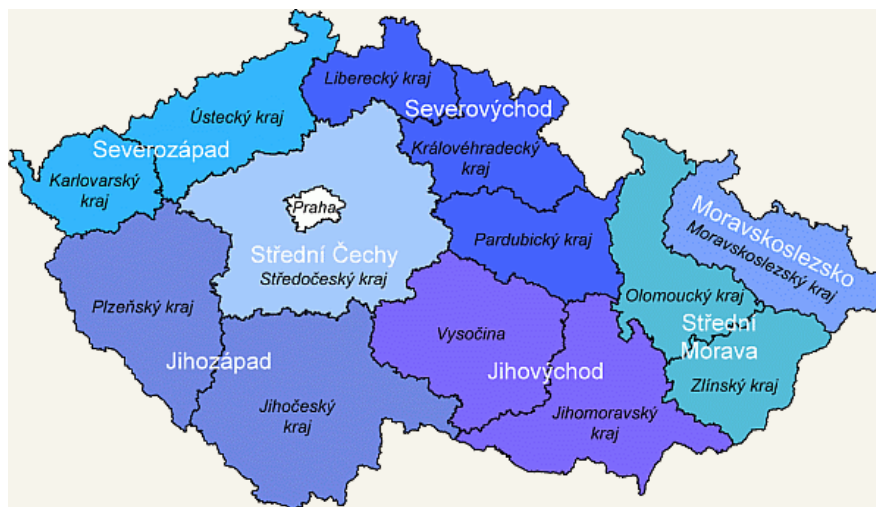 Liberecký kraj
Severovýchod
Ústecký kraj
Severozápad
Karlovarský
kraj
Královéhradecký
kraj
Praha
Moravskoslezsko
Moravskoslezský kraj
Střední Čechy
Středočeský kraj
Pardubický kraj
Plzeňský kraj
Olomoucký kraj
Střední
Morava
Vysočina
Jihozápad
Jihovýchod
Zlínský kraj
Jihočeský
kraj
Jihomoravský
kraj